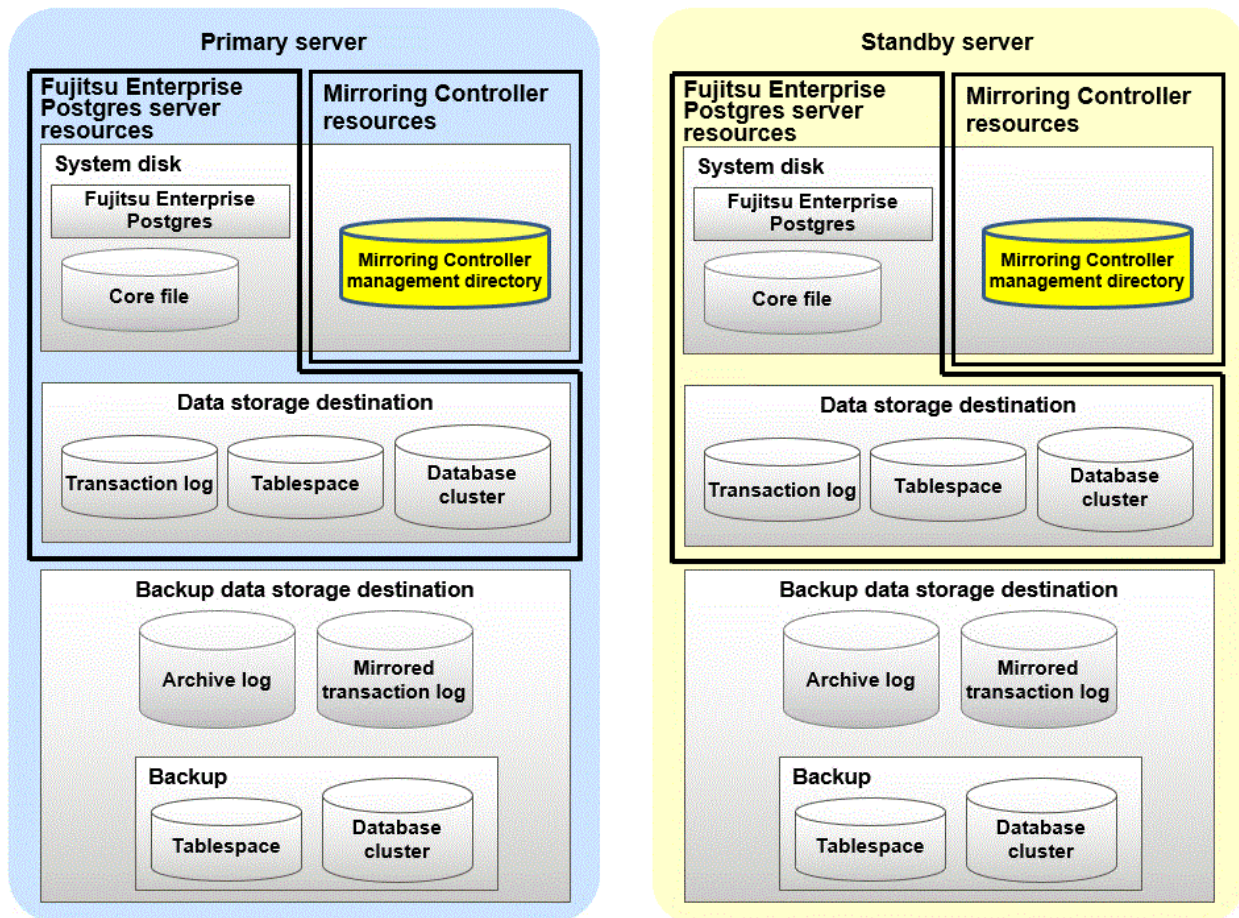 Primary server
Fujitsu Enterprise
Postgres server
resources
Mirroring Controller
resources
System disk
Fujitsu Enterprise
Postgres
Core file
Mirroring Controller
management directory
Data storage destination
Transaction log
Tablespace
Database
cluster
Backup data storage destination
Archive log
Mirrored
transaction log
Backup
Tablespace
Database
cluster
Standby server
Fujitsu Enterprise
Postgres server
resources
Mirroring Controller
resources
System disk
Fujitsu Enterprise
Postgres
Core file
Mirroring Controller
management directory
Data storage destination
Transaction log
Tablespace
Database
cluster
Backup data storage destination
Archive log
Mirrored
transaction log
Backup
Tablespace
Database
cluster